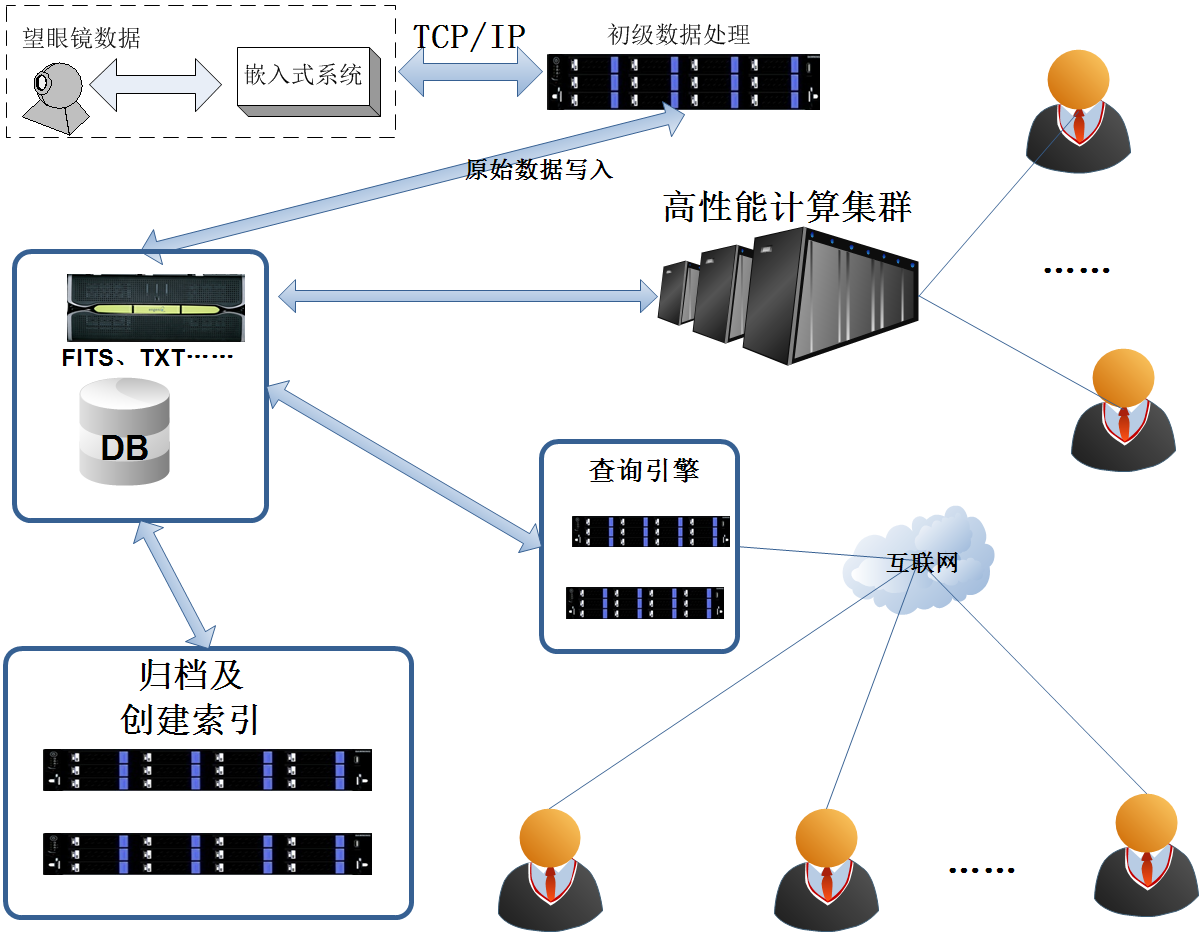 望眼镜数据
嵌入式系统
TCP/IP
初级数据处理
原始数据写入
高性能计算集群
……
FITS、TXT……
DB
查询引擎
互联网
归档及
创建索引
……